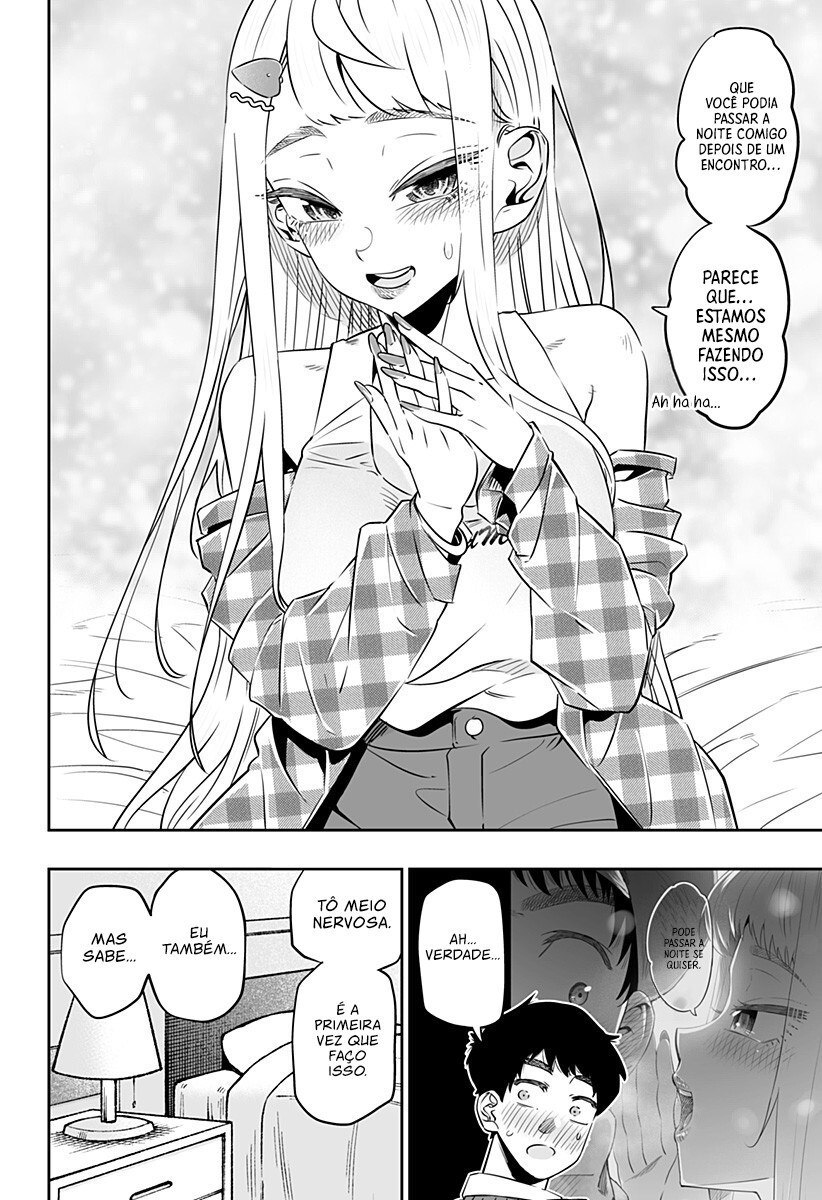 QUE
VOCÊ PODIA
PASSAR A
NOITE COMIGO
DEPOIS DE UM
ENCONTRO...
PARECE
QUE...
ESTAMOS
MESMO
FAZENDO
ISSO...
Ah ha ha...
PODE
PASSAR A
NOITE SE
QUISER.
AH...
VERDADE...
TÔ MEIO
NERVOSA.
É A
PRIMEIRA
VEZ QUE
FAÇO
ISSO.
EU
TAMBÉM...
MAS
SABE...